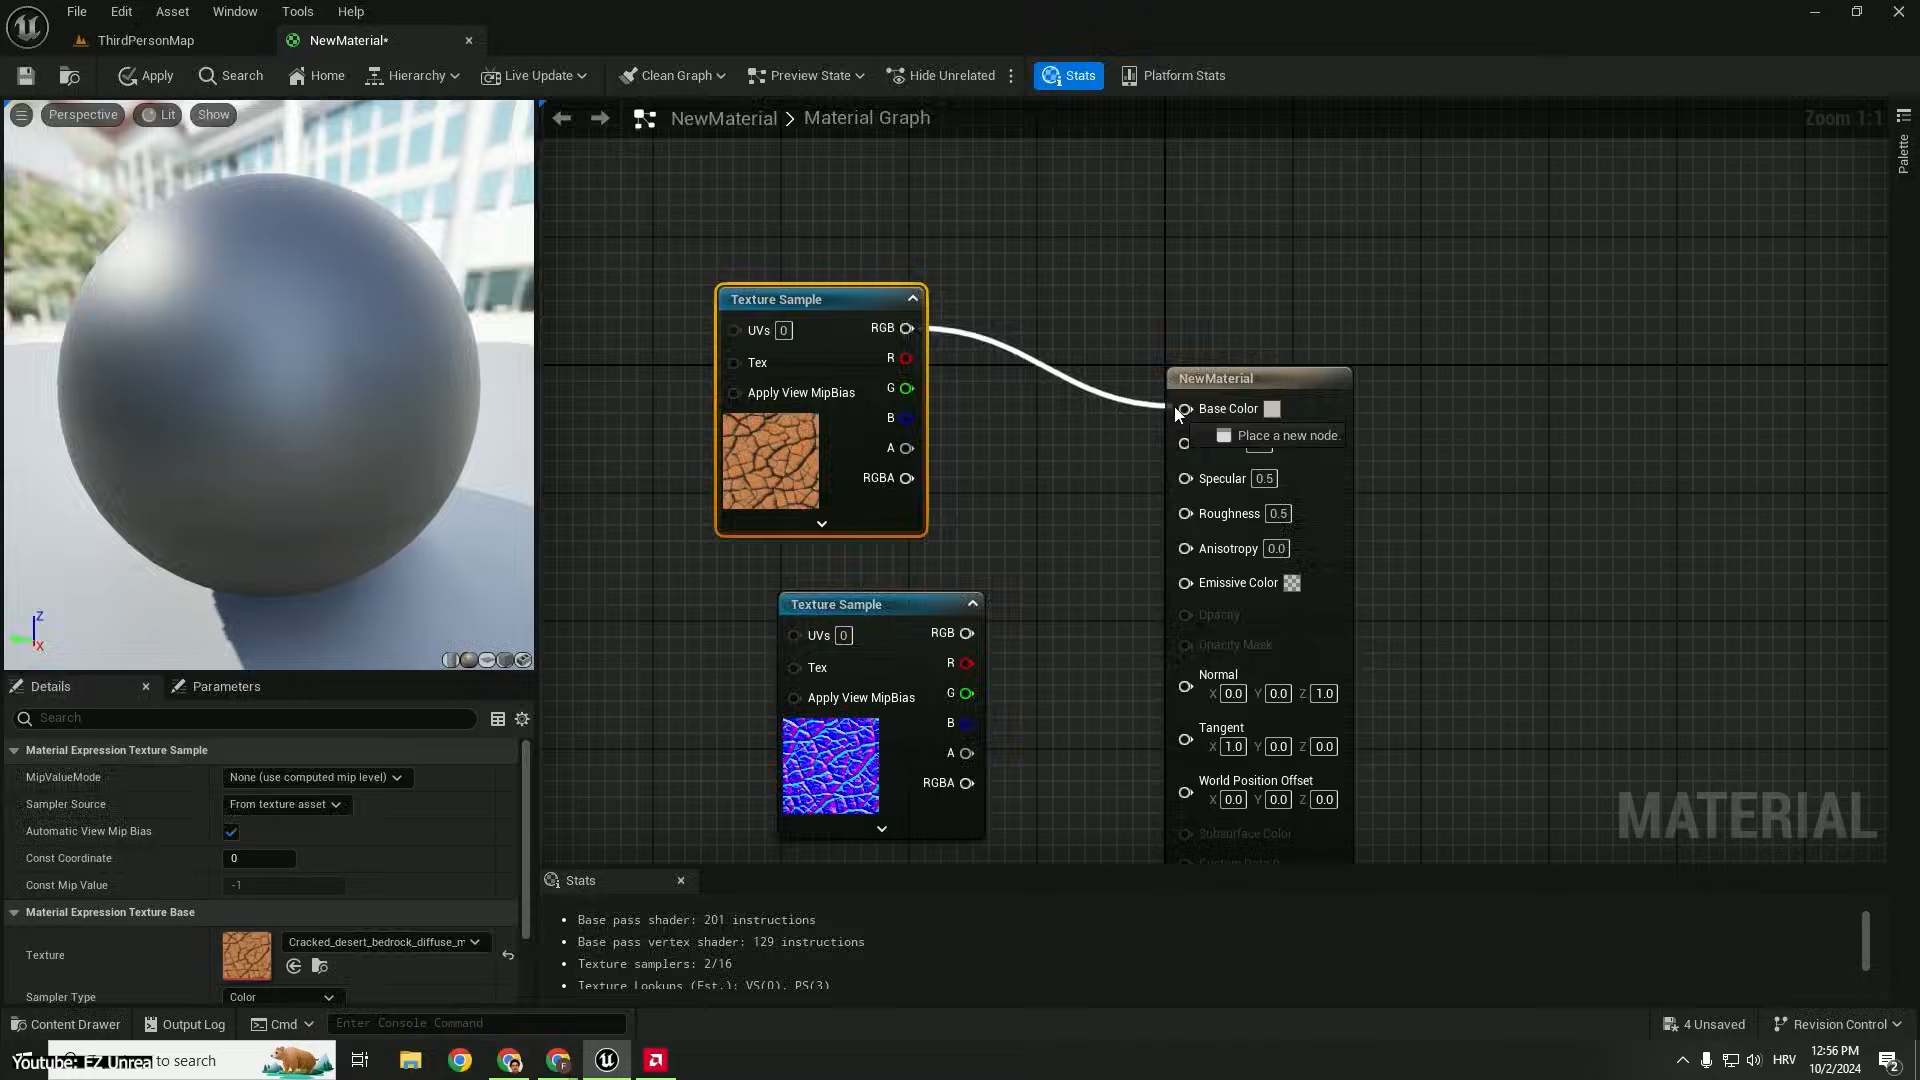 File Edit Asset Window Tools Help
ThirdPersonMap
NewMaterial*
Apply Search Home Hierarchy Live Update Clean Graph Preview State Hide Unrelated Stats Platform Stats
Perspective Lit Show
NewMaterial > Material Graph
Zoom 1:1
Palette
Texture Sample
UVs 0 RGB
R
Tex
G
Apply View MipBias
B
A
RGBA
NewMaterial
Base Color
Place a new node.
Specular 0.5
Roughness 0.5
Anisotropy 0.0
Emissive Color
Opacity
Opacity Mask
Normal
X 0.0 Y 0.0 Z 1.0
Tangent
X 1.0 Y 0.0 Z 0.0
World Position Offset
X 0.0 Y 0.0 Z 0.0
Subsurface Color
Texture Sample
UVs 0 RGB
R
Tex
G
Apply View MipBias
B
A
RGBA
MATERIAL
Z
X
Details Parameters
Search
Material Expression Texture Sample
MipValueMode None (use computed mip level)
Sampler Source From texture asset
Automatic View Mip Bias
Const Coordinate 0
Const Mip Value -1
Material Expression Texture Base
Texture Cracked_desert_bedrock_diffuse_m
Sampler Type Color
Stats
Base pass shader: 201 instructions
Base pass vertex shader: 129 instructions
Texture samplers: 2/16
Texture Lookups (Est.): VS(0), PS(3)
Content Drawer Output Log Cmd Enter Console Command 4 Unsaved Revision Control
Youtube: EZ Unreal to search
HRV
12:56 PM
10/2/2024
2